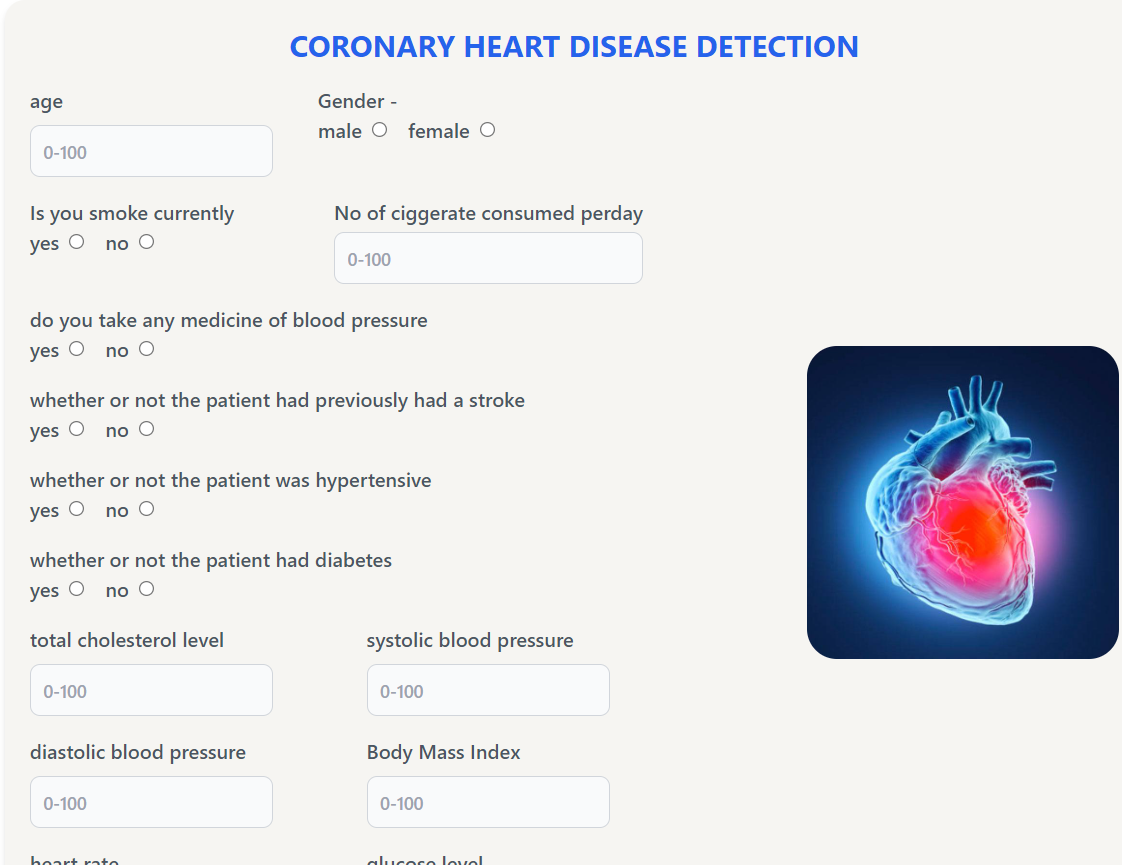 CORONARY HEART DISEASE DETECTION
age
Gender -
male female
0-100
Is you smoke currently
No of ciggerate consumed perday
yes no
0-100
do you take any medicine of blood pressure
yes no
whether or not the patient had previously had a stroke
yes no
whether or not the patient was hypertensive
yes no
whether or not the patient had diabetes
yes no
total cholesterol level
systolic blood pressure
0-100
0-100
diastolic blood pressure
Body Mass Index
0-100
0-100
heart rate
glucose level